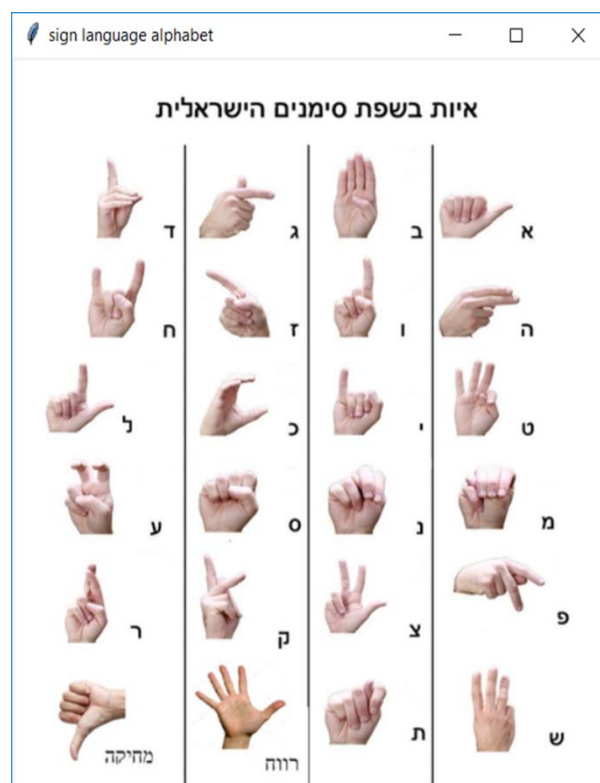 sign language alphabet
איות בשפת סימנים הישראלית
א
ב
ג
ד
ה
ו
ז
ח
ט
י
כ
ל
מ
נ
ס
ע
פ
צ
ק
ר
ש
ת
רווח
מחיקה